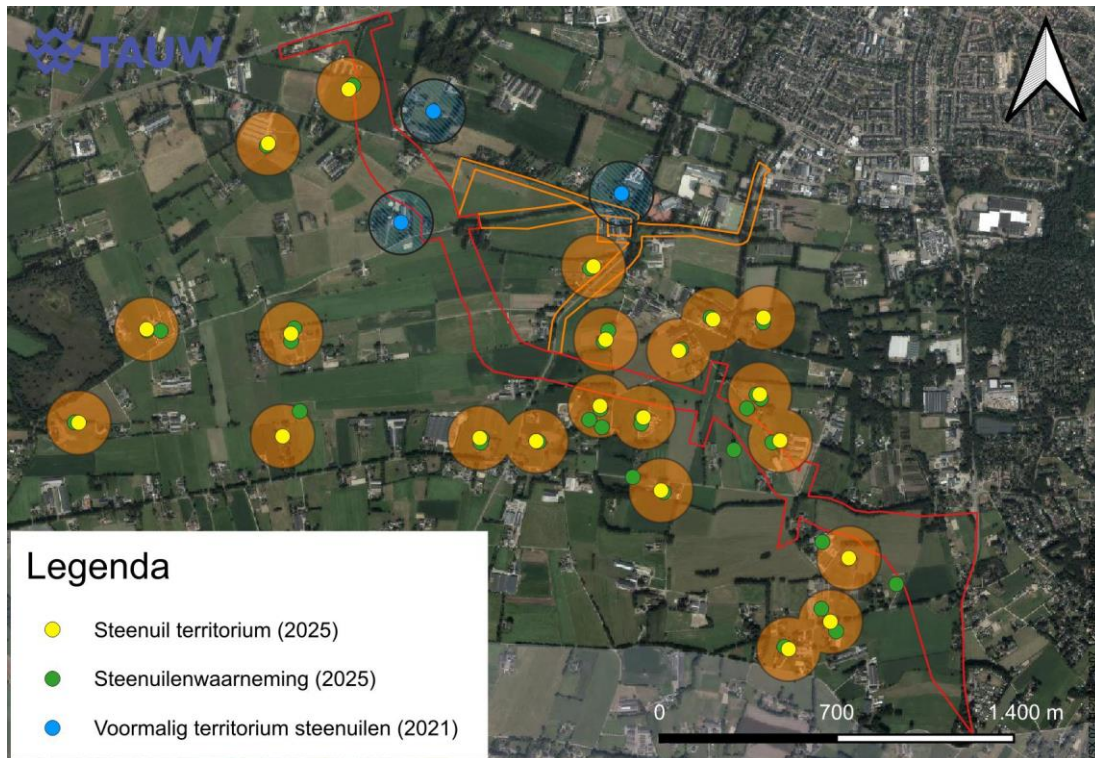 TAUW
Legenda
Steenuil territorium (2025)
Steenuilenwaarneming (2025)
Voormalig territorium steenuilen (2021)
0 700 1.400 m